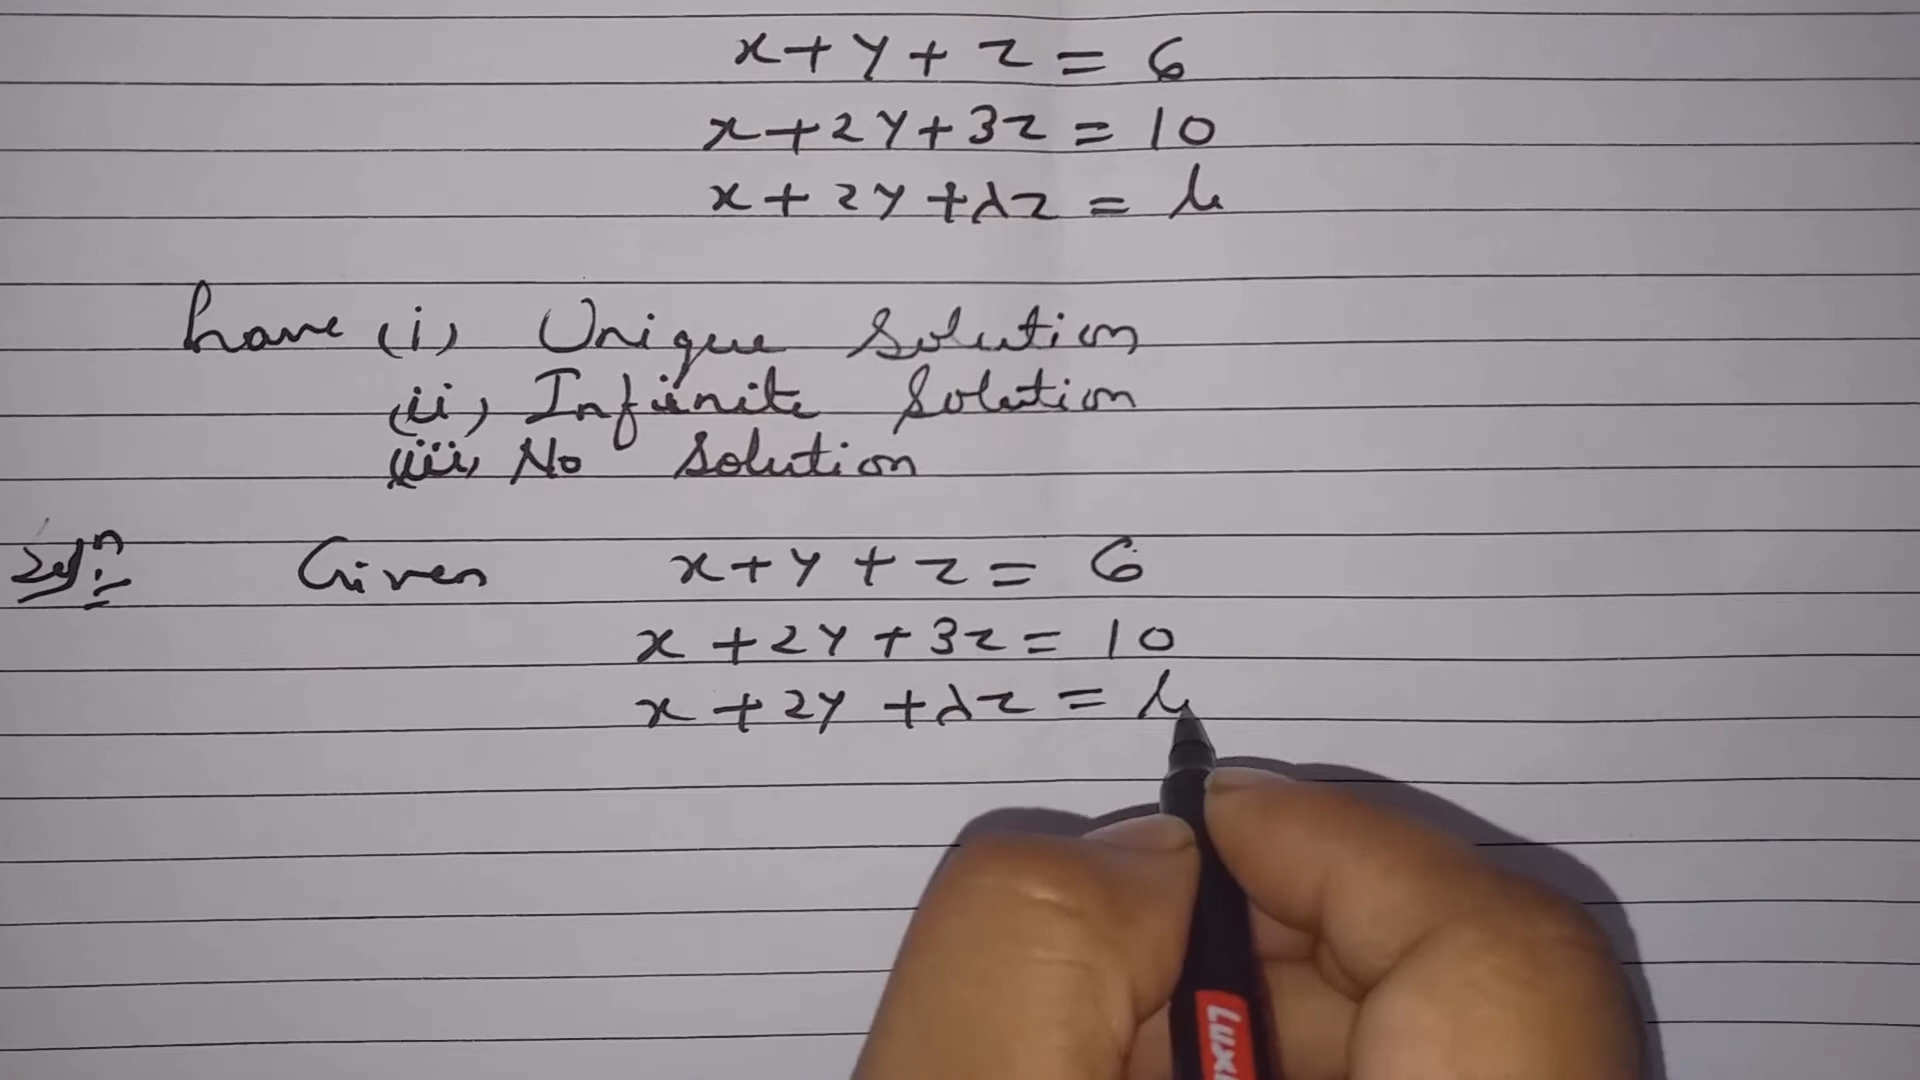 x + y + z = 6
x + 2y + 3z = 10
x + 2y + λz = μ
have (i) Unique Solution
(ii) Infinite Solution
(iii) No Solution
Solⁿ: Given x + y + z = 6
x + 2y + 3z = 10
x + 2y + λz = μ
LUX